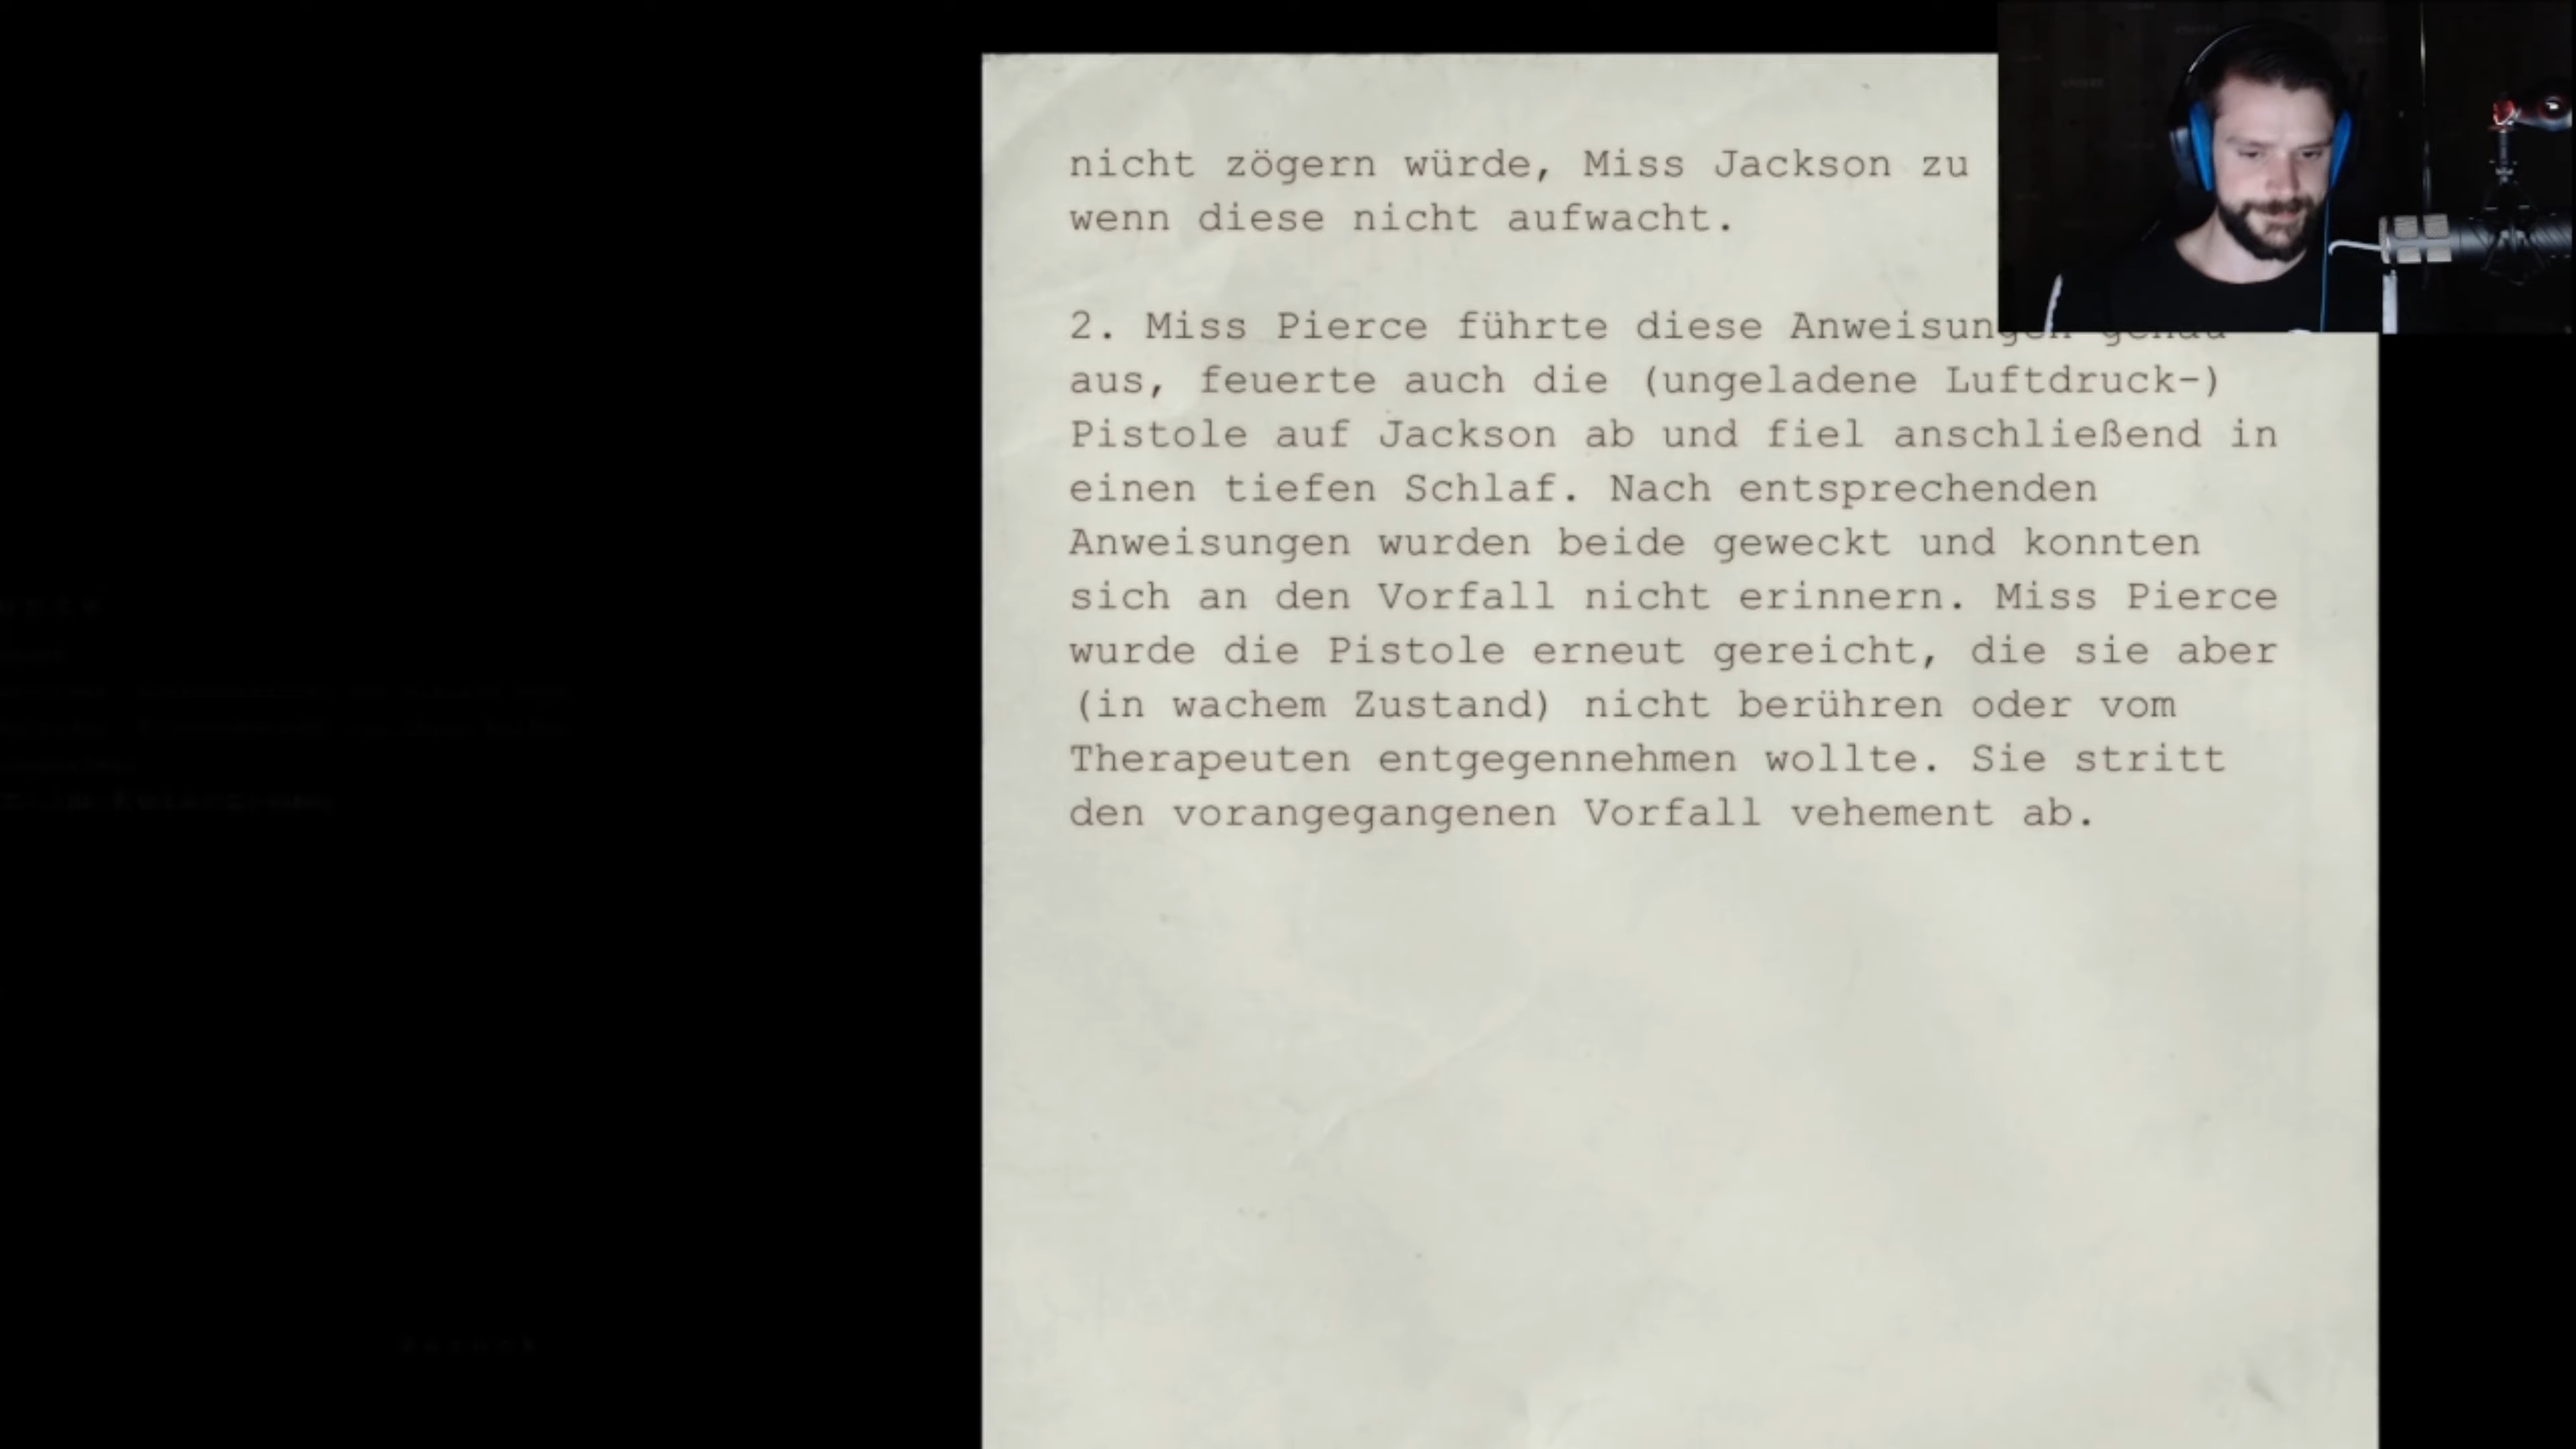 nicht zögern würde, Miss Jackson zu
wenn diese nicht aufwacht.
2. Miss Pierce führte diese Anweisungen genau
aus, feuerte auch die (ungeladene Luftdruck-)
Pistole auf Jackson ab und fiel anschließend in
einen tiefen Schlaf. Nach entsprechenden
Anweisungen wurden beide geweckt und konnten
sich an den Vorfall nicht erinnern. Miss Pierce
wurde die Pistole erneut gereicht, die sie aber
(in wachem Zustand) nicht berühren oder vom
Therapeuten entgegennehmen wollte. Sie stritt
den vorangegangenen Vorfall vehement ab.